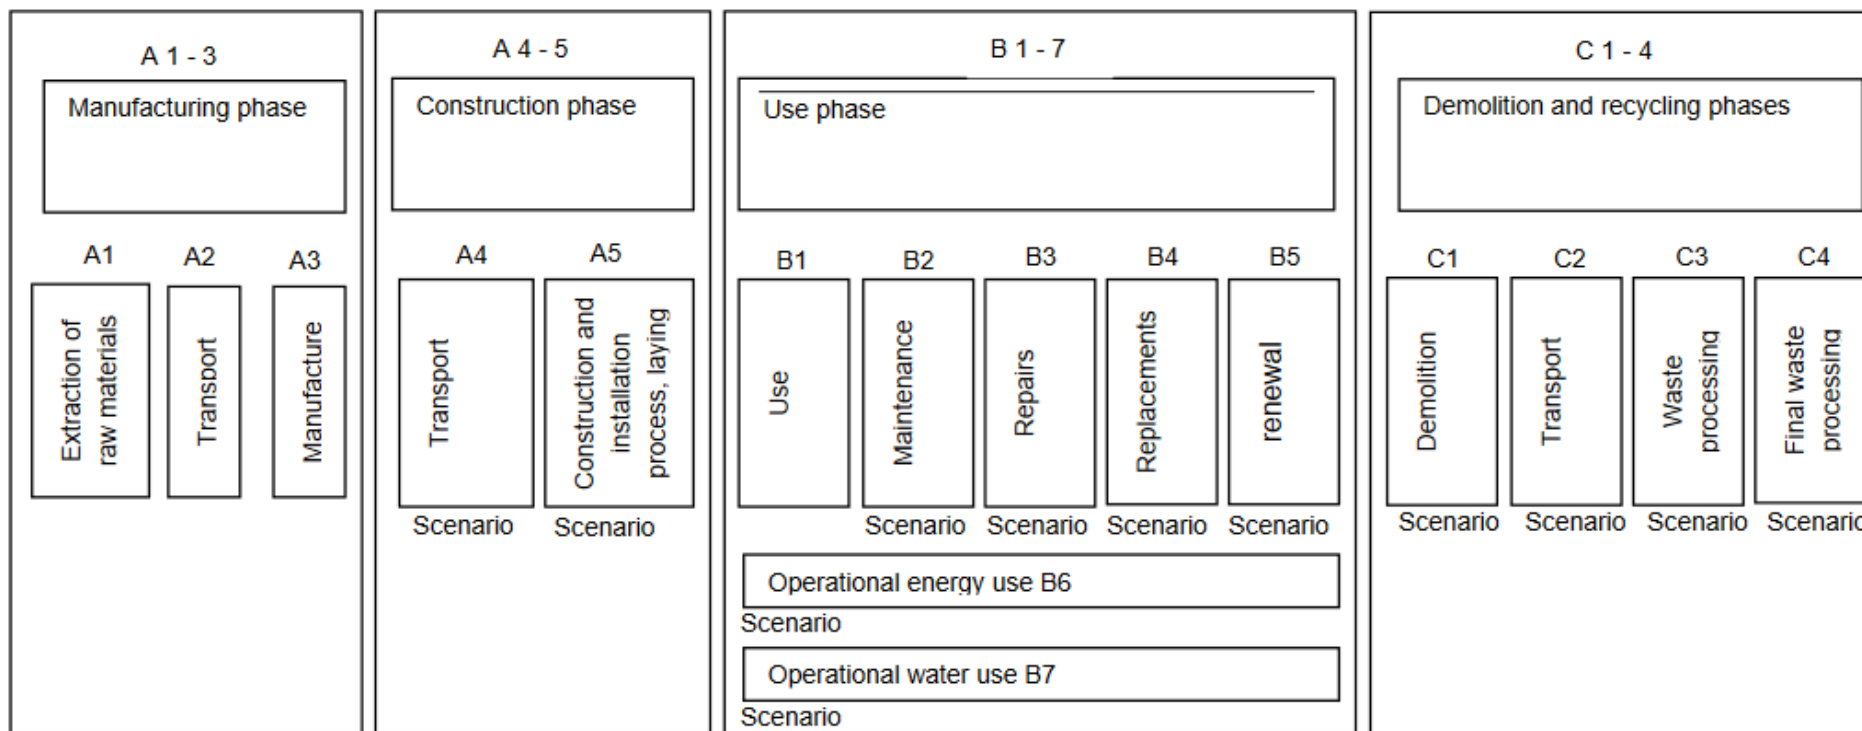 A 1 - 3
Manufacturing phase
A1
A2
A3
Extraction of
raw materials
Transport
Manufacture
A 4 - 5
Construction phase
A4
A5
Transport
Construction and
installation
process, laying
Scenario
Scenario
B 1 - 7
Use phase
B1
B2
B3
B4
B5
Use
Maintenance
Repairs
Replacements
renewal
Scenario
Scenario
Scenario
Scenario
Operational energy use B6
Scenario
Operational water use B7
Scenario
C 1 - 4
Demolition and recycling phases
C1
C2
C3
C4
Demolition
Transport
Waste
processing
Final waste
processing
Scenario
Scenario
Scenario
Scenario